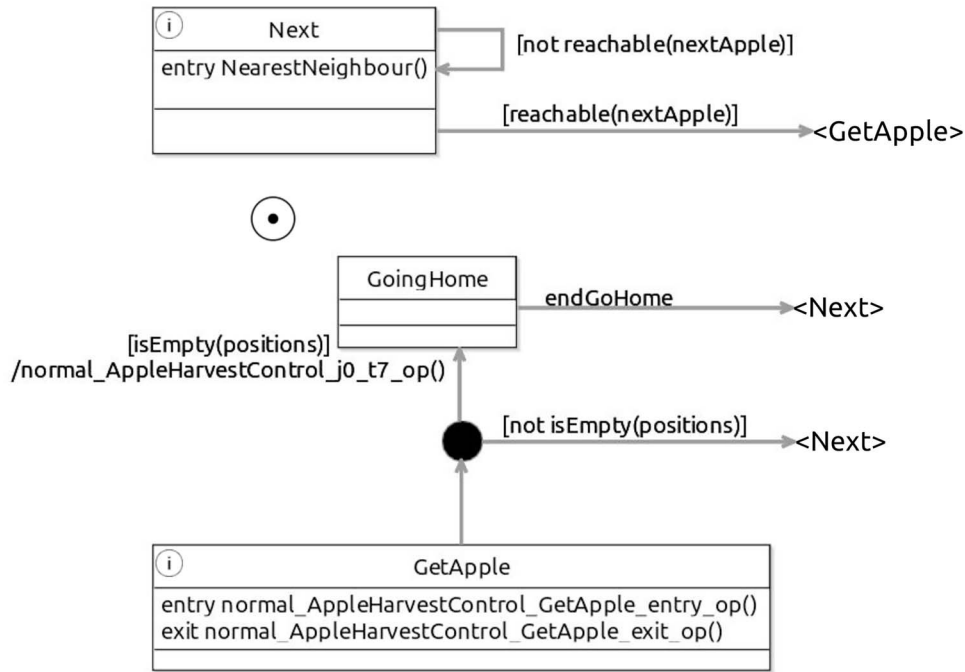 i
Next
[not reachable(nextApple)]
entry NearestNeighbour()
[reachable(nextApple)]
<GetApple>
GoingHome
endGoHome
<Next>
[isEmpty(positions)]
/normal_AppleHarvestControl_j0_t7_op()
[not isEmpty(positions)]
<Next>
i
GetApple
entry normal_AppleHarvestControl_GetApple_entry_op()
exit normal_AppleHarvestControl_GetApple_exit_op()